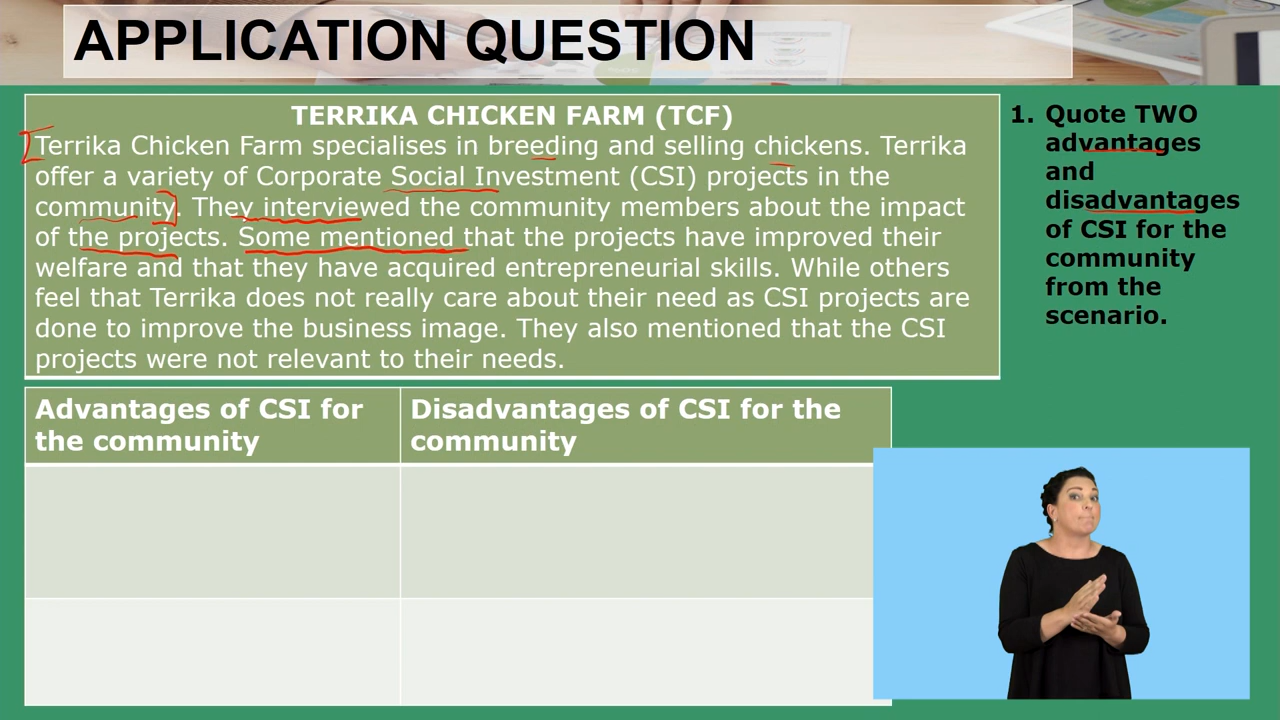 APPLICATION QUESTION
TERRIKA CHICKEN FARM (TCF)
Terrika Chicken Farm specialises in breeding and selling chickens. Terrika
offer a variety of Corporate Social Investment (CSI) projects in the
community. They interviewed the community members about the impact
of the projects. Some mentioned that the projects have improved their
welfare and that they have acquired entrepreneurial skills. While others
feel that Terrika does not really care about their need as CSI projects are
done to improve the business image. They also mentioned that the CSI
projects were not relevant to their needs.
1. Quote TWO
advantages
and
disadvantages
of CSI for the
community
from the
scenario.
Advantages of CSI for
the community
Disadvantages of CSI for the
community